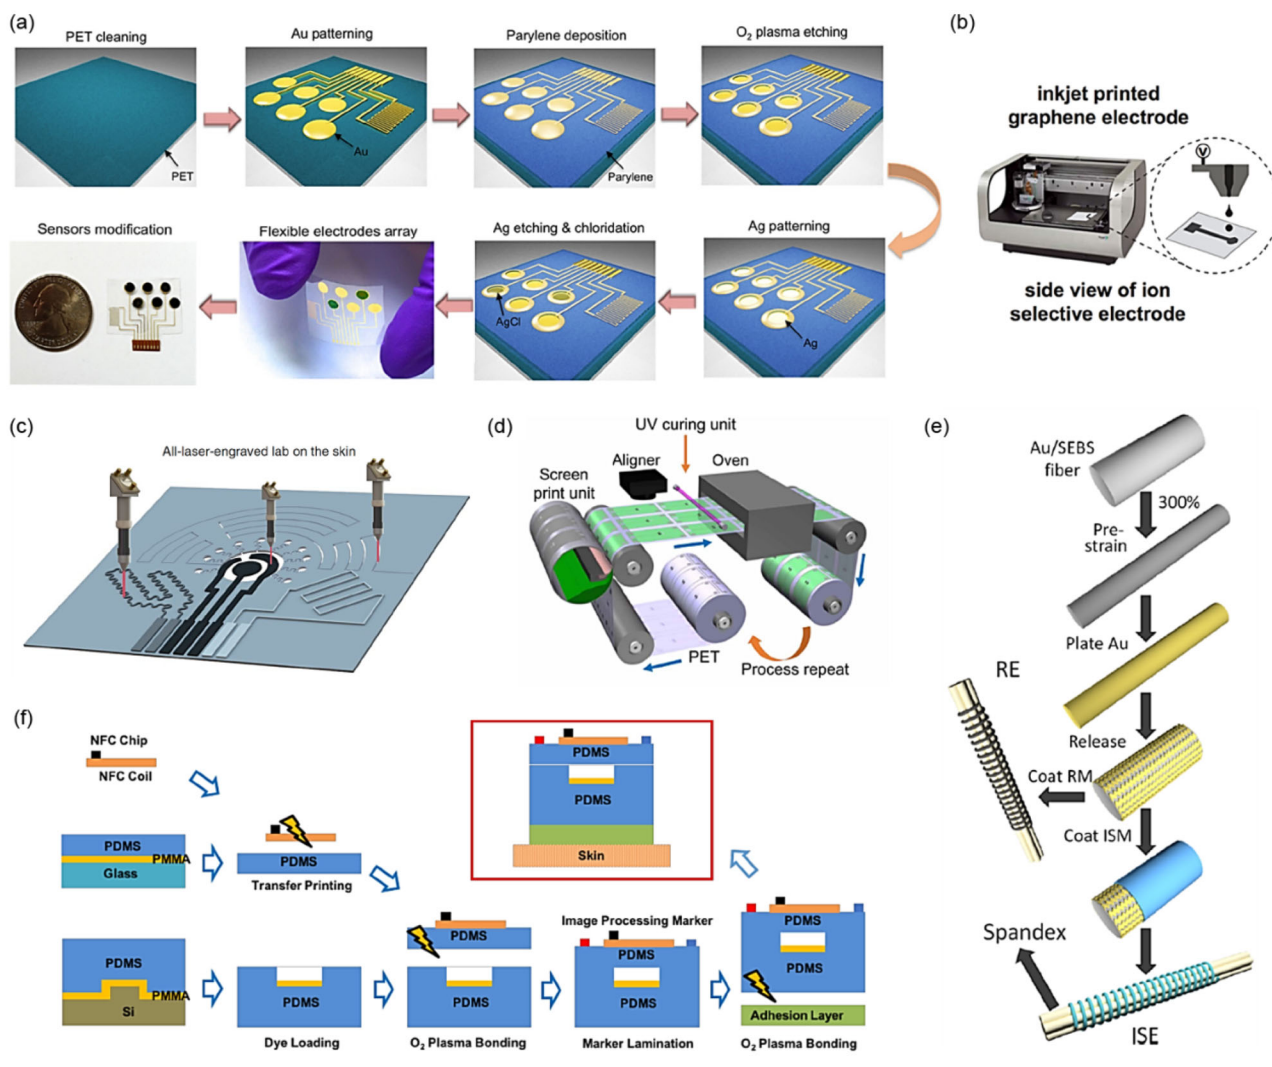 (a)
PET cleaning
Au patterning
Parylene deposition
O₂ plasma etching
PET
Au
Parylene
Sensors modification
Flexible electrodes array
Ag etching & chloridation
Ag patterning
AgCl
Ag
(b)
inkjet printed
graphene electrode
V
side view of ion
selective electrode
(c)
All-laser-engraved lab on the skin
(d)
UV curing unit
Aligner
Oven
Screen
print unit
PET
Process repeat
(e)
Au/SEBS
fiber
300%
Pre-
strain
Plate Au
RE
Release
Coat RM
Coat ISM
Spandex
ISE
(f)
NFC Chip
NFC Coil
PDMS
PMMA
Glass
PDMS
Transfer Printing
PDMS
PDMS
Skin
PDMS
PMMA
Si
PDMS
Dye Loading
PDMS
PDMS
O₂ Plasma Bonding
Image Processing Marker
PDMS
PDMS
Marker Lamination
PDMS
PDMS
Adhesion Layer
O₂ Plasma Bonding